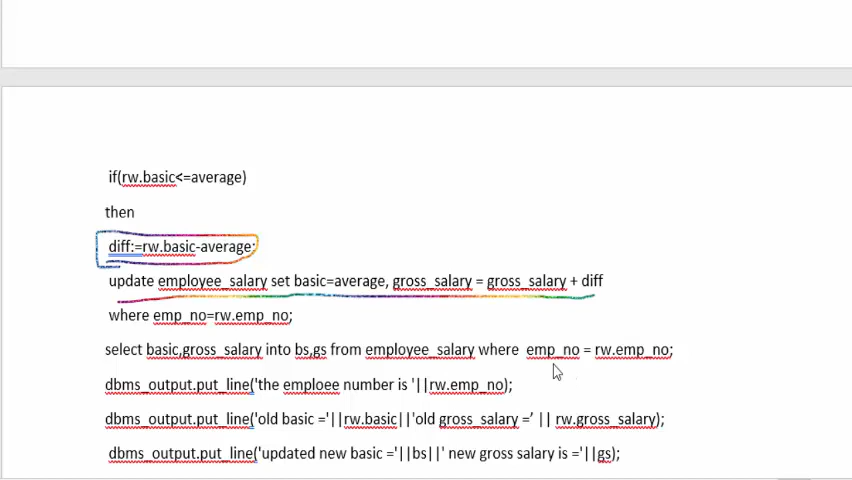 if(rw.basic<=average)
then
diff:=rw.basic-average;
update employee_salary set basic=average, gross_salary = gross_salary + diff
where emp_no=rw.emp_no;
select basic,gross_salary into bs,gs from employee_salary where emp_no = rw.emp_no;
dbms_output.put_line('the emploee number is '||rw.emp_no);
dbms_output.put_line('old basic ='||rw.basic||'old gross_salary =’ || rw.gross_salary);
dbms_output.put_line('updated new basic ='||bs||' new gross salary is ='||gs);